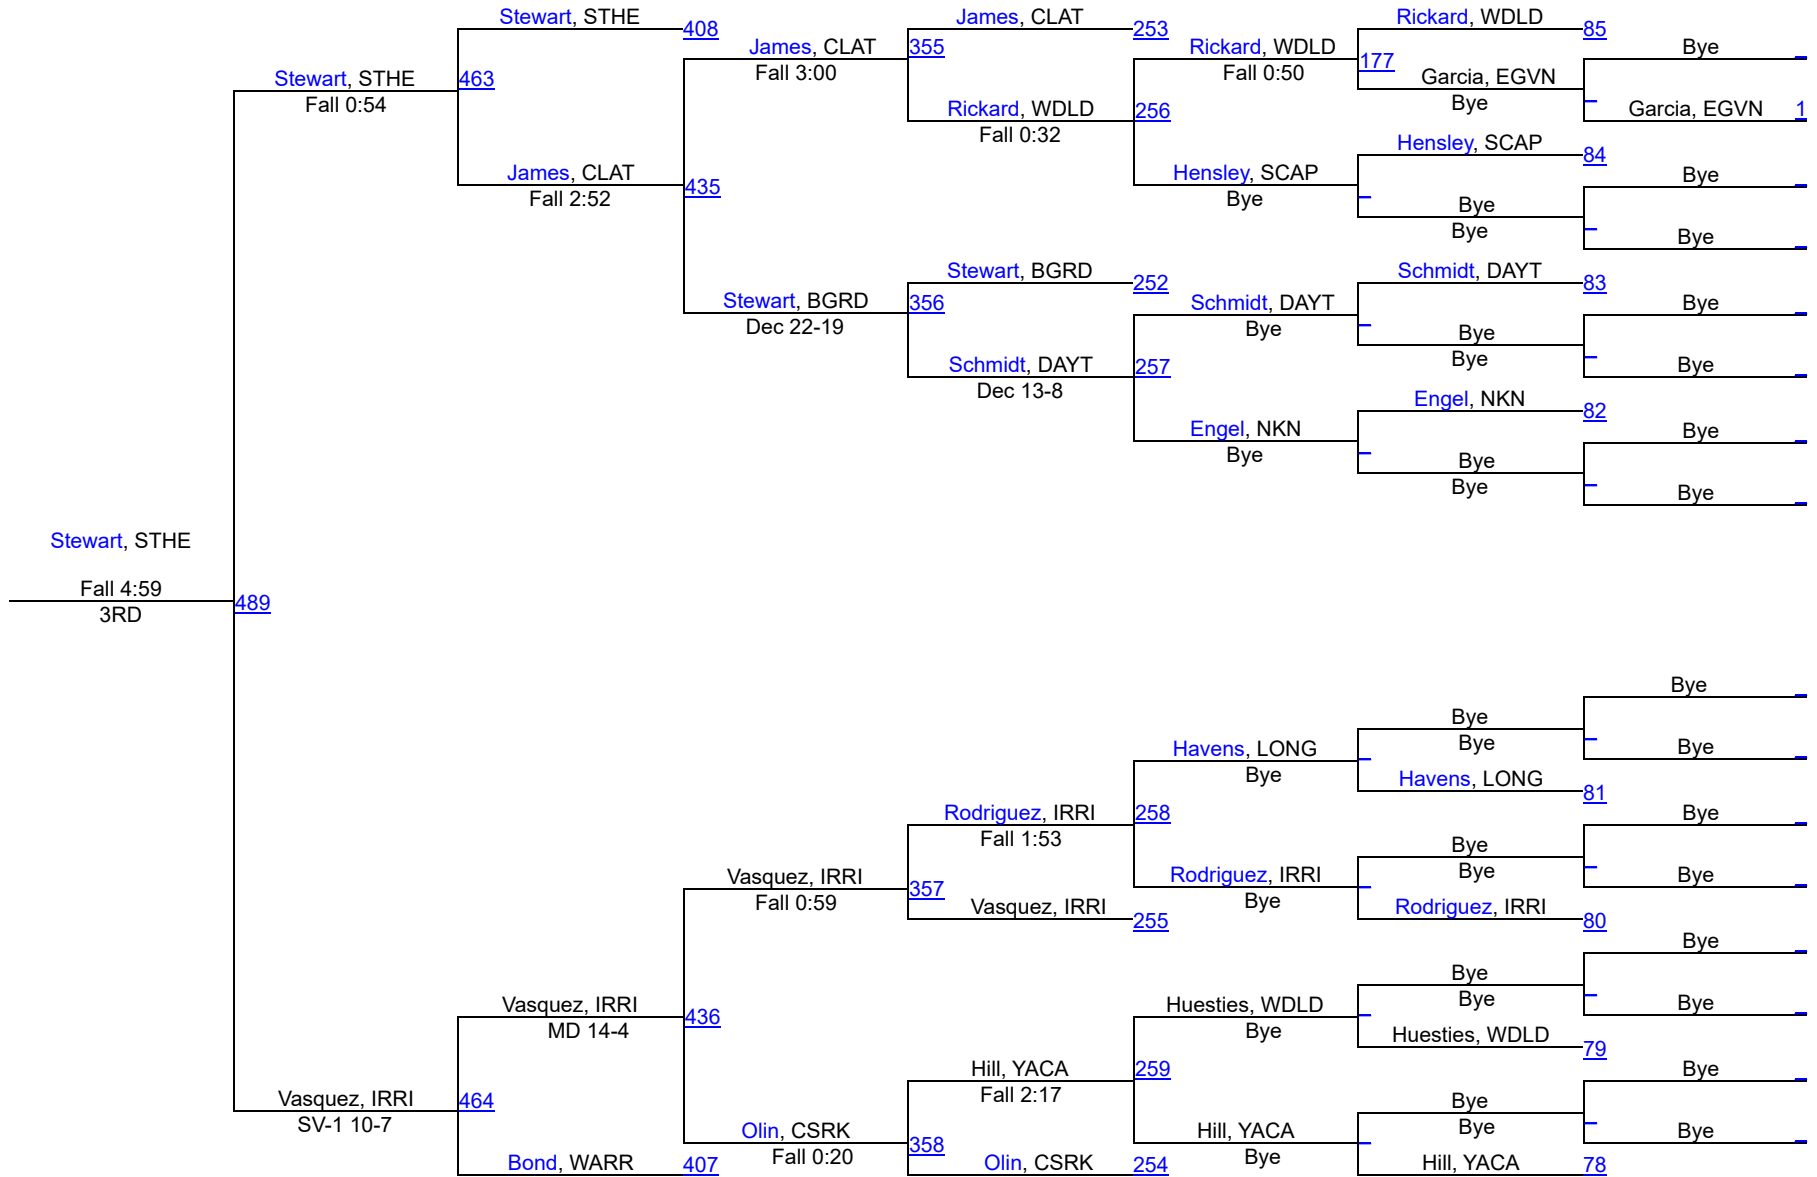 Stewart, STHE
408
James, CLAT
253
Rickard, WDLD
85
Bye
James, CLAT
355
Fall 3:00
Rickard, WDLD
Fall 0:50
177
Garcia, EGVN
Bye
Garcia, EGVN
1
Stewart, STHE
463
Fall 0:54
Rickard, WDLD
256
Fall 0:32
Hensley, SCAP
84
Bye
James, CLAT
435
Fall 2:52
Hensley, SCAP
Bye
Bye
Bye
Bye
Stewart, BGRD
252
Schmidt, DAYT
83
Stewart, BGRD
356
Dec 22-19
Schmidt, DAYT
Bye
Bye
Bye
Bye
Schmidt, DAYT
257
Dec 13-8
Bye
Engel, NKN
82
Engel, NKN
Bye
Bye
Bye
Bye
Bye
Stewart, STHE
Fall 4:59
489
3RD
Bye
Bye
Bye
Bye
Havens, LONG
Bye
Havens, LONG
81
Rodriguez, IRRI
258
Fall 1:53
Bye
Bye
Bye
Bye
Vasquez, IRRI
357
Fall 0:59
Rodriguez, IRRI
Bye
Vasquez, IRRI
255
Rodriguez, IRRI
80
Bye
Bye
Bye
Bye
Vasquez, IRRI
436
MD 14-4
Huesties, WDLD
Bye
Huesties, WDLD
79
Hill, YACA
259
Fall 2:17
Bye
Vasquez, IRRI
464
SV-1 10-7
Bye
Bye
Bye
Olin, CSRK
358
Fall 0:20
Hill, YACA
Bye
Bond, WARR
407
Olin, CSRK
254
Hill, YACA
78